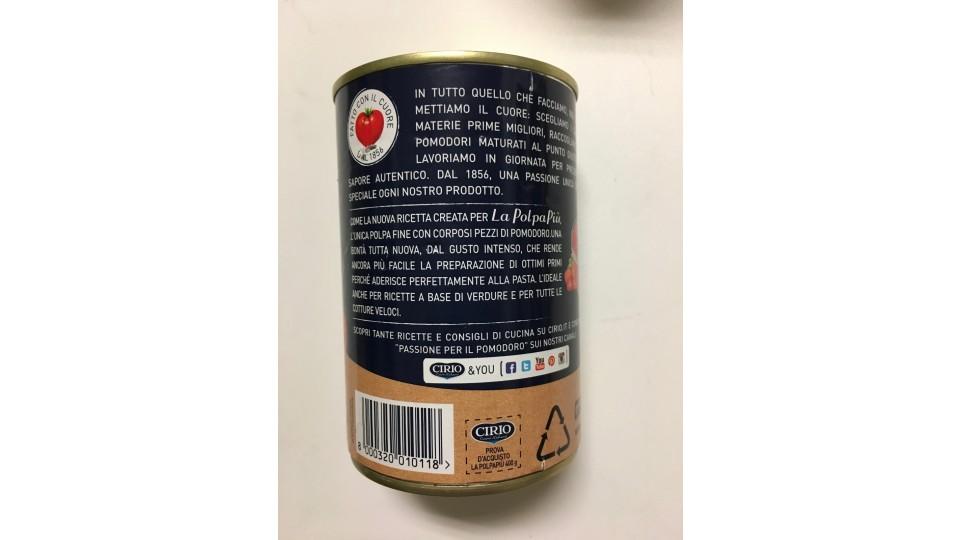 FATTO CON IL CUORE
DAL 1856
IN TUTTO QUELLO CHE FACCIAMO
METTIAMO IL CUORE: SCEGLIAMO
MATERIE PRIME MIGLIORI,
POMODORI MATURATI AL PUNTO
LAVORIAMO IN GIORNATA PER
SAPORE AUTENTICO. DAL 1856, UNA PASSIONE
SPECIALE OGNI NOSTRO PRODOTTO.
COME LA NUOVA RICETTA CREATA PER La PolpaPiù,
L'UNICA POLPA FINE CON CORPOSI PEZZI DI POMODORO. UNA
BONTÀ TUTTA NUOVA, DAL GUSTO INTENSO, CHE RENDE
ANCORA PIÙ FACILE LA PREPARAZIONE DI OTTIMI PRIMI
PERCHÉ ADERISCE PERFETTAMENTE ALLA PASTA. L'IDEALE
ANCHE PER RICETTE A BASE DI VERDURE E PER TUTTE LE
COTTURE VELOCI.
SCOPRI TANTE RICETTE E CONSIGLI DI CUCINA SU CIRIO.IT E
"PASSIONE PER IL POMODORO" SUI NOSTRI
CIRIO &YOU You Tube
8 000320 010118 >
CIRIO
PROVA
D'ACQUISTO
LA POLPAPIÙ 400 g